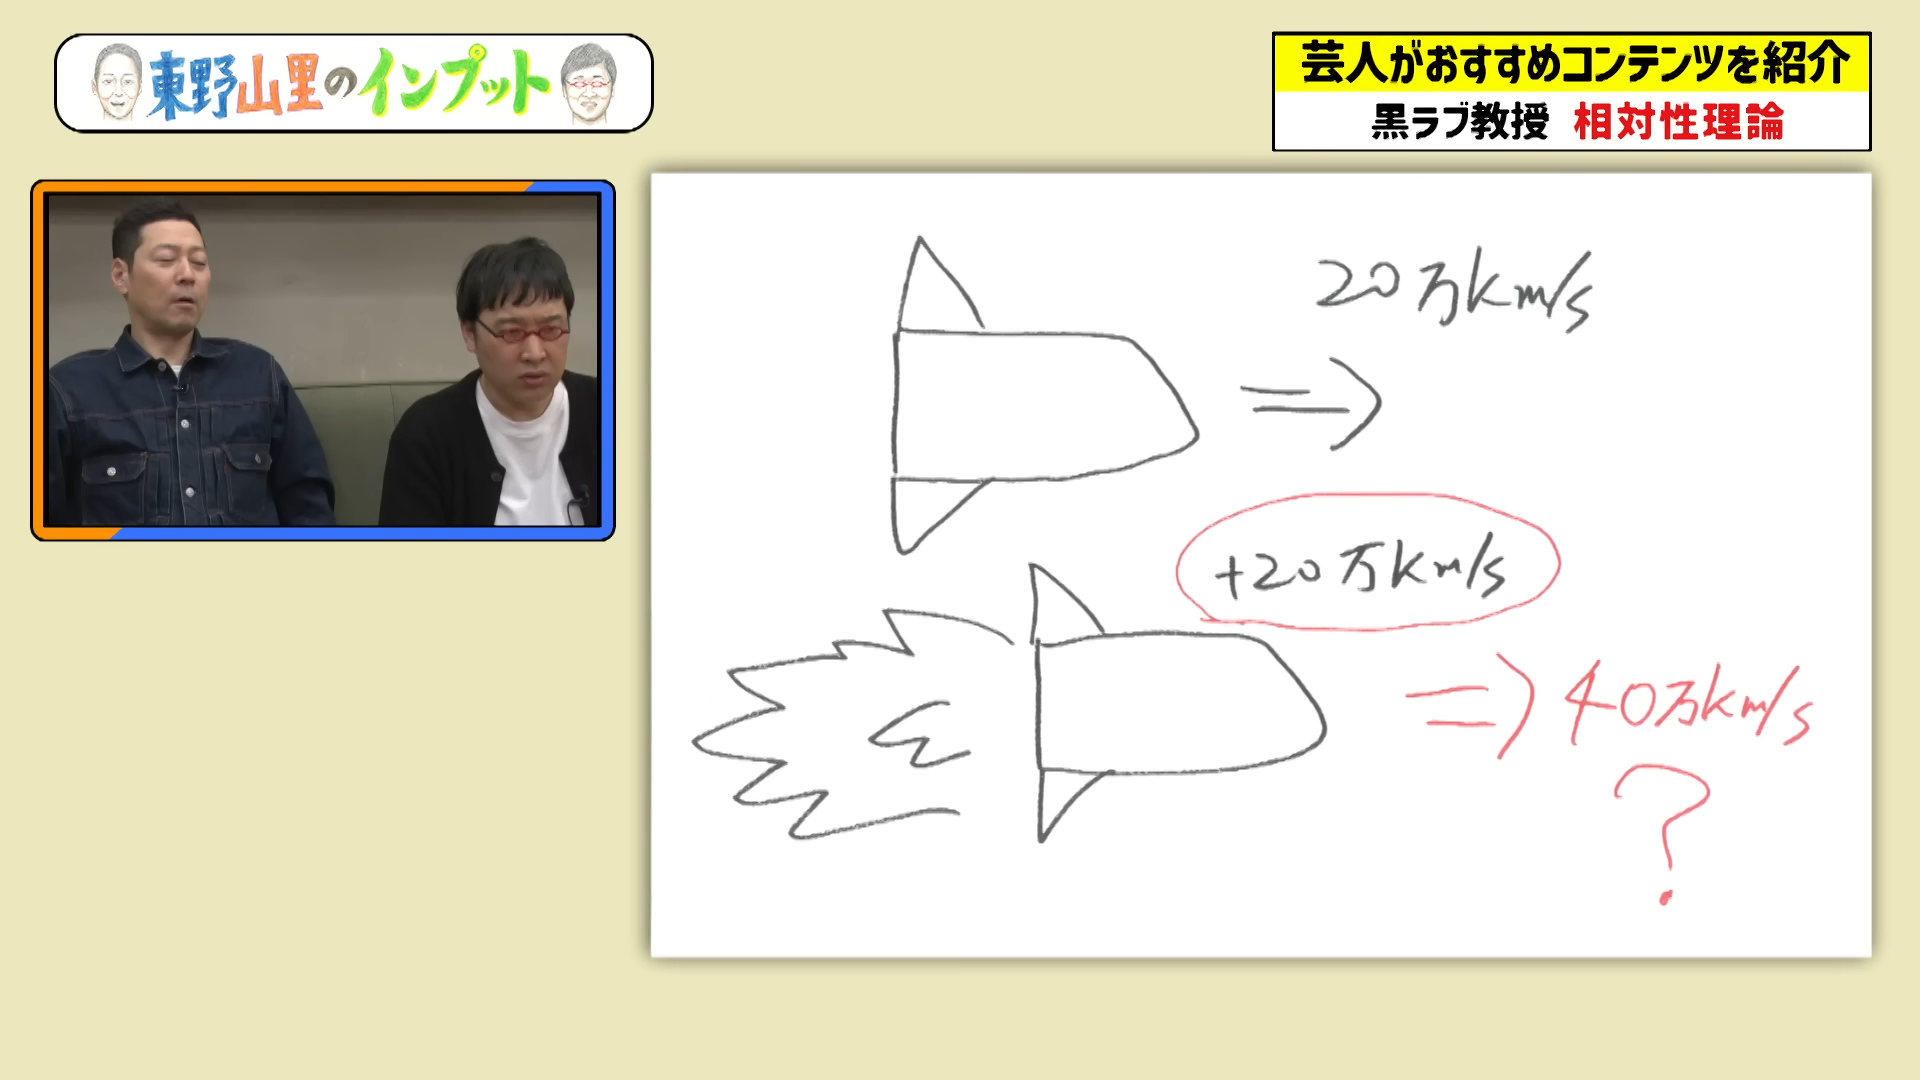 東野山里のインプット
芸人がおすすめコンテンツを紹介
黒ラブ教授 相対性理論
20万km/s
+20万km/s
40万km/s
?